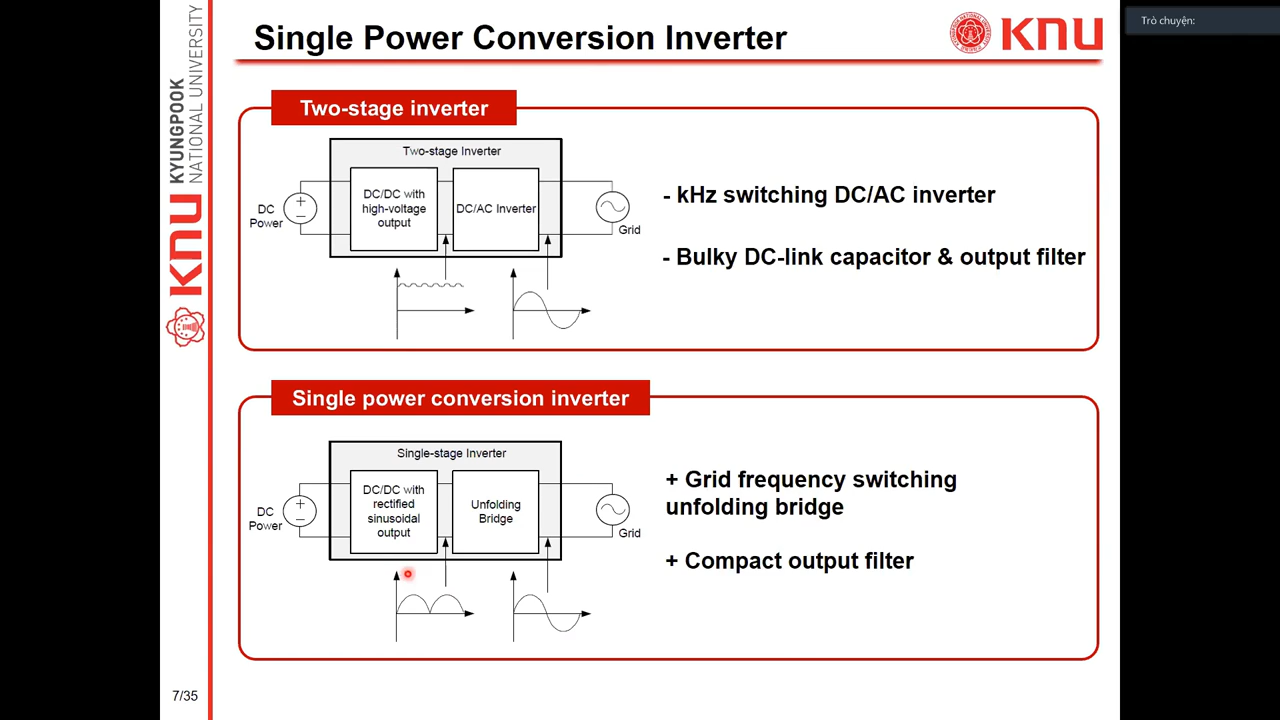 Single Power Conversion Inverter
KNU
Trò chuyện:
KYUNGPOOK
NATIONAL UNIVERSITY
KNU
Two-stage inverter
Two-stage Inverter
DC/DC with
high-voltage
output
DC/AC Inverter
DC
Power
Grid
- kHz switching DC/AC inverter
- Bulky DC-link capacitor & output filter
Single power conversion inverter
Single-stage Inverter
DC/DC with
rectified
sinusoidal
output
Unfolding
Bridge
DC
Power
Grid
+ Grid frequency switching
unfolding bridge
+ Compact output filter
7/35